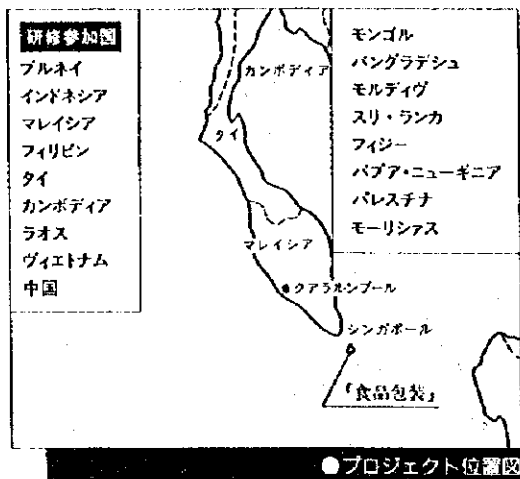 研修参加国
ブルネイ
インドネシア
マレイシア
フィリピン
タイ
カンボディア
ラオス
ヴィエトナム
中国
モンゴル
バングラデシュ
モルディヴ
スリ・ランカ
フィジー
パプア・ニューギニア
パレスチナ
モーリシァス
カンボディア
タイ
マレイシア
クアラルンプール
シンガポール
「食品包装」
●プロジェクト位置図